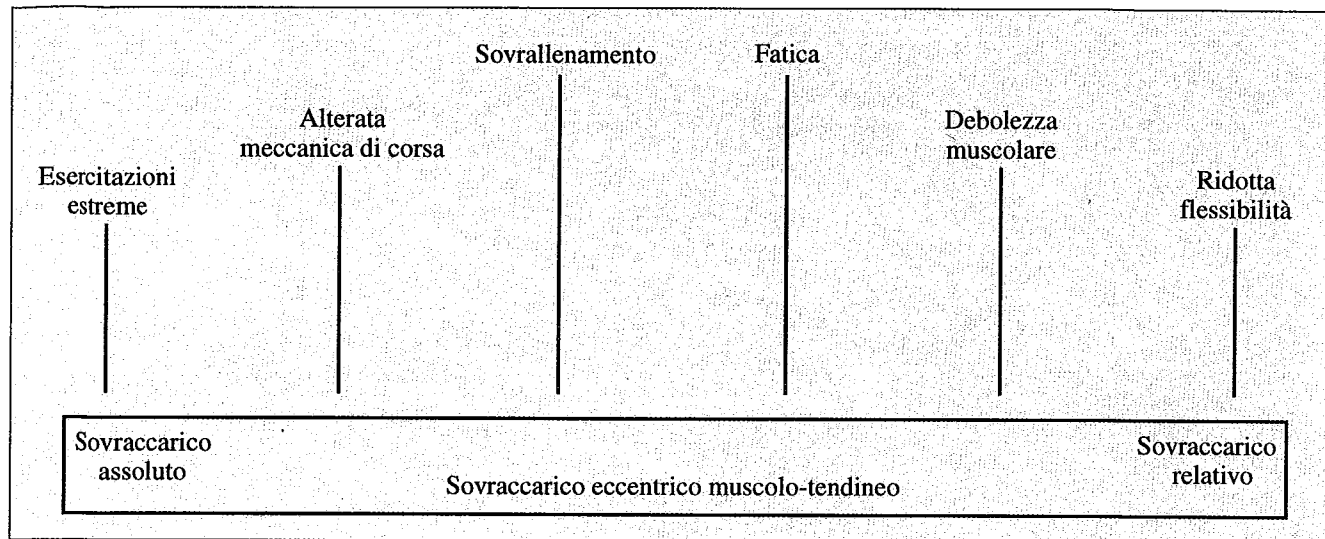 Sovrallenamento
Fatica
Alterata
meccanica di corsa
Debolezza
muscolare
Esercitazioni
estreme
Ridotta
flessibilità
Sovraccarico
assoluto
Sovraccarico eccentrico muscolo-tendineo
Sovraccarico
relativo